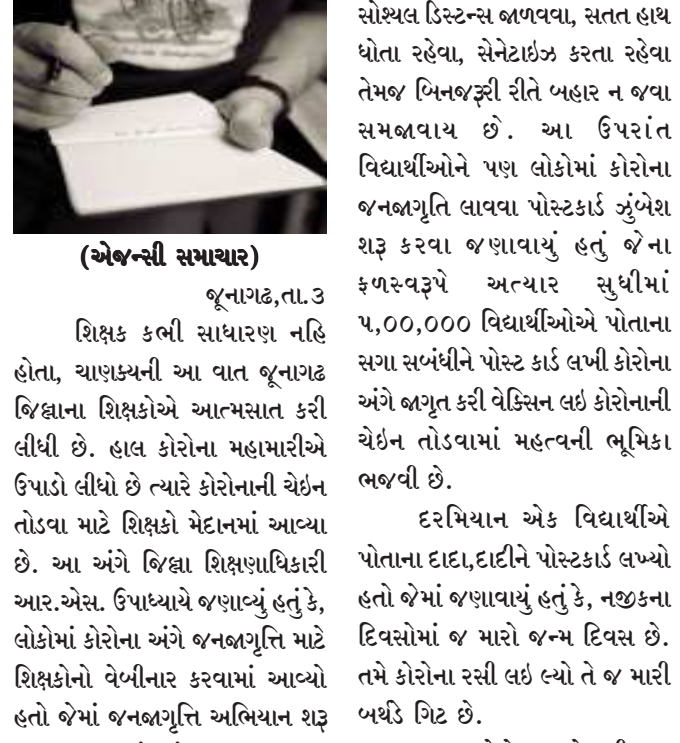 (એજન્સી સમાચાર)
જૂનાગઢ,તા.૩
શિક્ષક કભી સાધારણ નહિ
હોતા, ચાણક્યની આ વાત જૂનાગઢ
જિલ્લાના શિક્ષકોએ આત્મસાત કરી
લીધી છે. હાલ કોરોના મહામારીએ
ઉપાડો લીધો છે ત્યારે કોરોનાની ચેઇન
તોડવા માટે શિક્ષકો મેદાનમાં આવ્યા
છે. આ અંગે જિલ્લા શિક્ષણાધિકારી
આર.એસ. ઉપાધ્યાયે જણાવ્યું હતું કે,
લોકોમાં કોરોના અંગે જનજાગૃત્તિ માટે
શિક્ષકોનો વેબીનાર કરવામાં આવ્યો
હતો જેમાં જનજાગૃત્તિ અભિયાન શરૂ
સોશ્યલ ડિસ્ટન્સ જાળવવા, સતત હાથ
ધોતા રહેવા, સેનેટાઇઝ કરતા રહેવા
તેમજ બિનજરૂરી રીતે બહાર ન જવા
સમજાવાય છે. આ ઉપરાંત
વિદ્યાર્થીઓને પણ લોકોમાં કોરોના
જનજાગૃતિ લાવવા પોસ્ટકાર્ડ ઝુંબેશ
શરૂ કરવા જણાવાયું હતું જેના
ફળસ્વરૂપે અત્યાર સુધીમાં
૫,૦૦,૦૦૦ વિદ્યાર્થીઓએ પોતાના
સગા સબંધીને પોસ્ટ કાર્ડ લખી કોરોના
અંગે જાગૃત કરી વેક્સિન લઇ કોરોનાની
ચેઇન તોડવામાં મહત્વની ભૂમિકા
ભજવી છે.
દરમિયાન એક વિદ્યાર્થીએ
પોતાના દાદા,દાદીને પોસ્ટકાર્ડ લખ્યો
હતો જેમાં જણાવાયું હતું કે, નજીકના
દિવસોમાં જ મારો જન્મ દિવસ છે.
તમે કોરોના રસી લઇ લ્યો તે જ મારી
બર્થડે ગિટ છે.